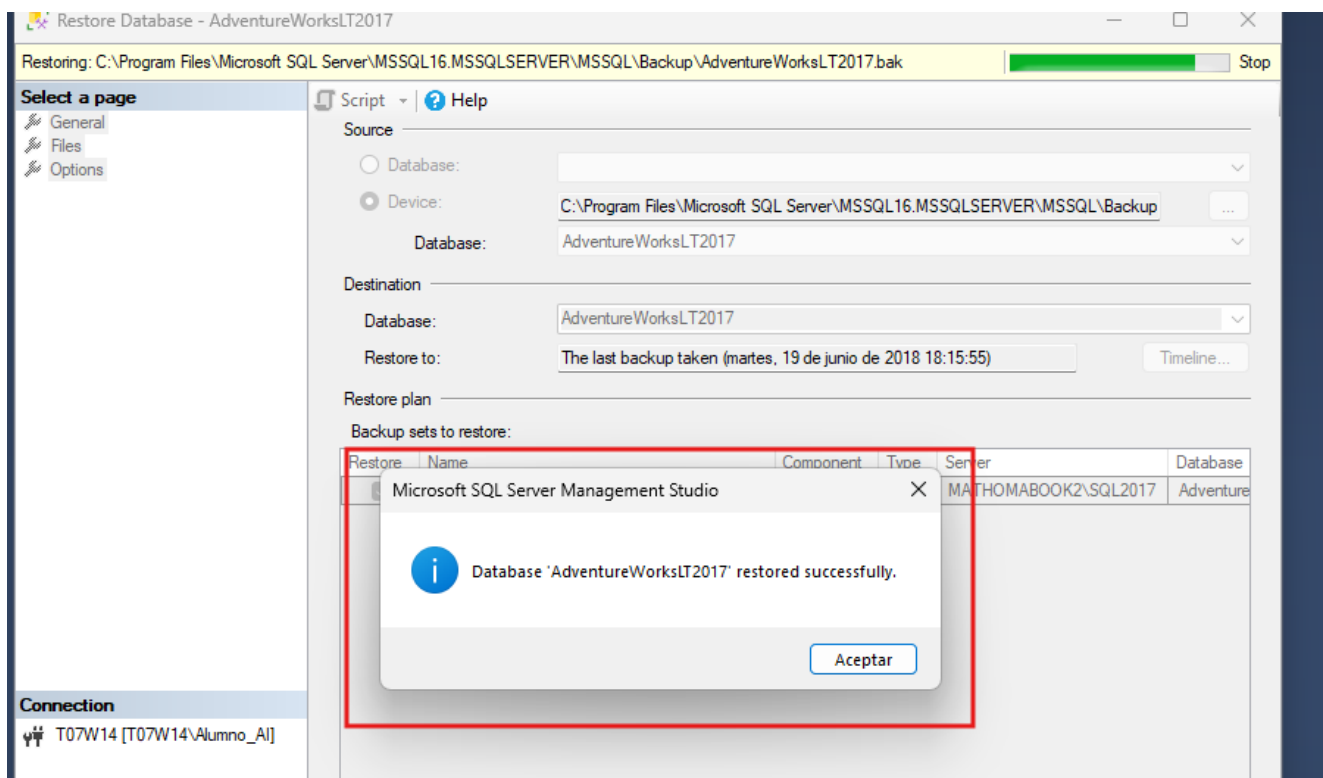 Restore Database - AdventureWorksLT2017
Restoring: C:\Program Files\Microsoft SQL Server\MSSQL16.MSSQLSERVER\MSSQL\Backup\AdventureWorksLT2017.bak Stop
Select a page
General
Files
Options
Script Help
Source
Database:
Device: C:\Program Files\Microsoft SQL Server\MSSQL16.MSSQLSERVER\MSSQL\Backup ...
Database: AdventureWorksLT2017
Destination
Database: AdventureWorksLT2017
Restore to: The last backup taken (martes, 19 de junio de 2018 18:15:55) Timeline...
Restore plan
Backup sets to restore:
Restore Name Component Type Server Database
MATHOMABOOK2\SQL2017 Adventure
Microsoft SQL Server Management Studio
Database 'AdventureWorksLT2017' restored successfully.
Aceptar
Connection
T07W14 [T07W14\Alumno_AI]